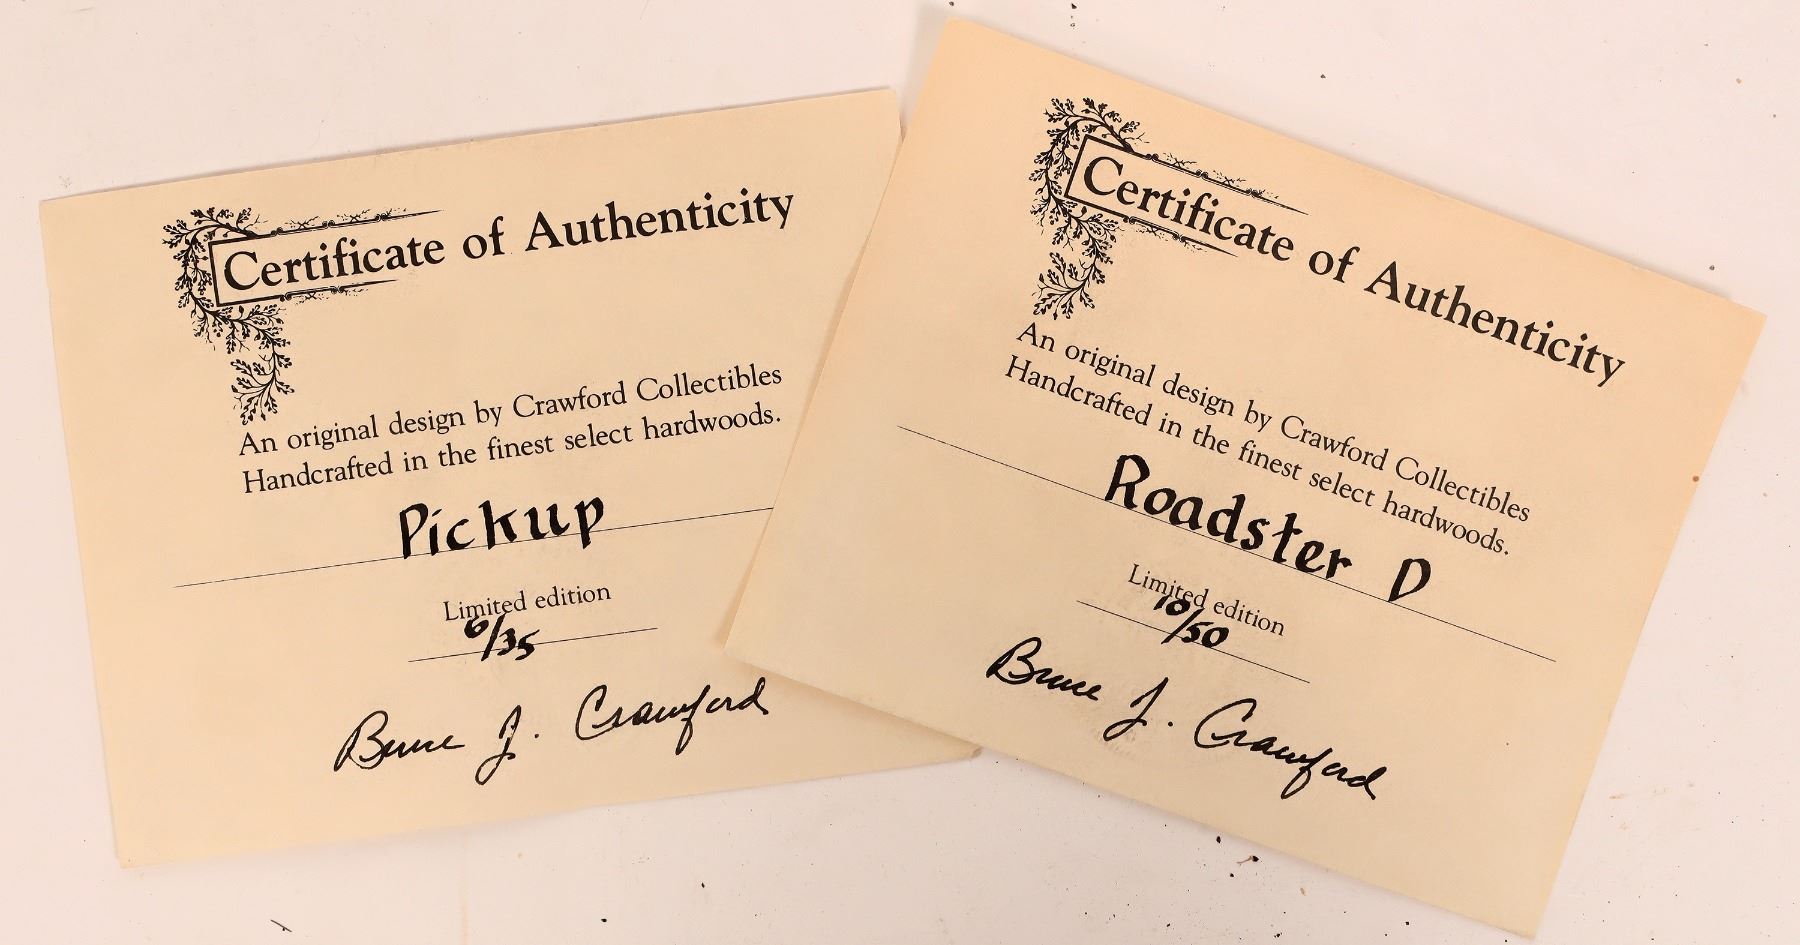 Certificate of Authenticity
An original design by Crawford Collectibles
Handcrafted in the finest select hardwoods.
Pickup
Limited edition
6/35
Bruce J. Crawford
Certificate of Authenticity
An original design by Crawford Collectibles
Handcrafted in the finest select hardwoods.
Roadster D
Limited edition
10/50
Bruce J. Crawford